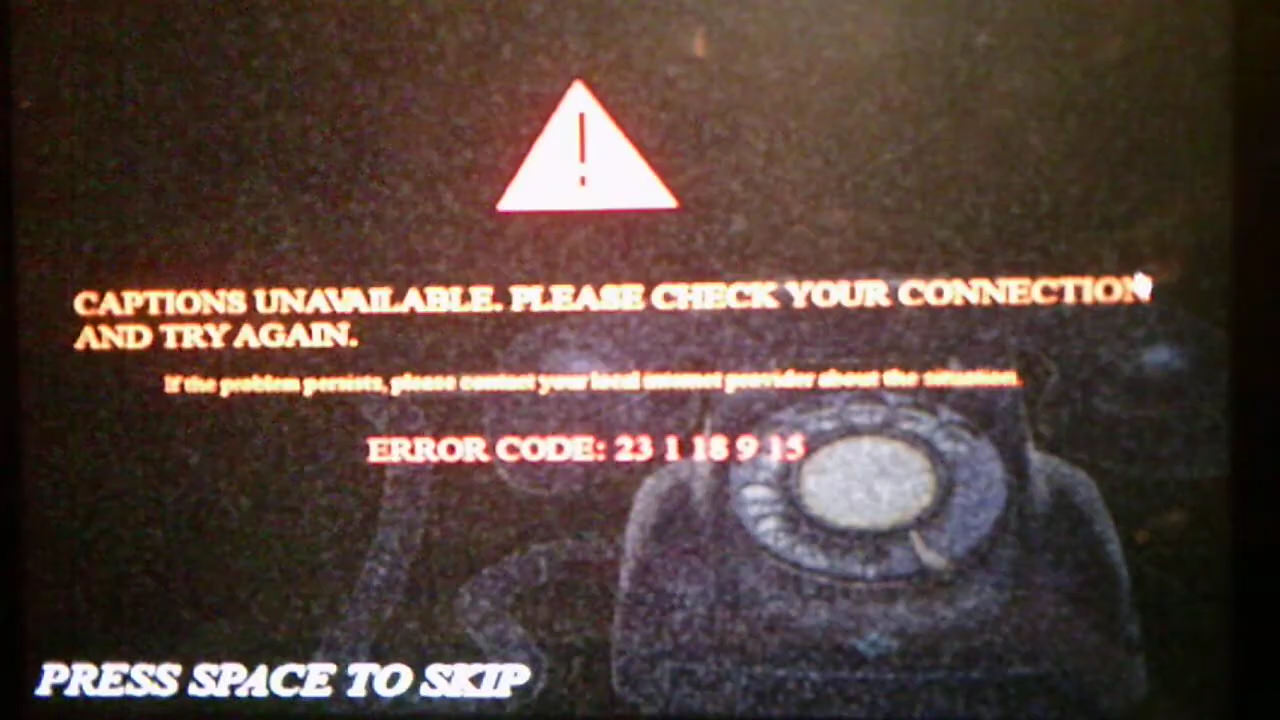 CAPTIONS UNAVAILABLE. PLEASE CHECK YOUR CONNECTION
AND TRY AGAIN.
If the problem persists, please contact your local internet provider about the situation.
ERROR CODE: 23 1 18 9 15
PRESS SPACE TO SKIP